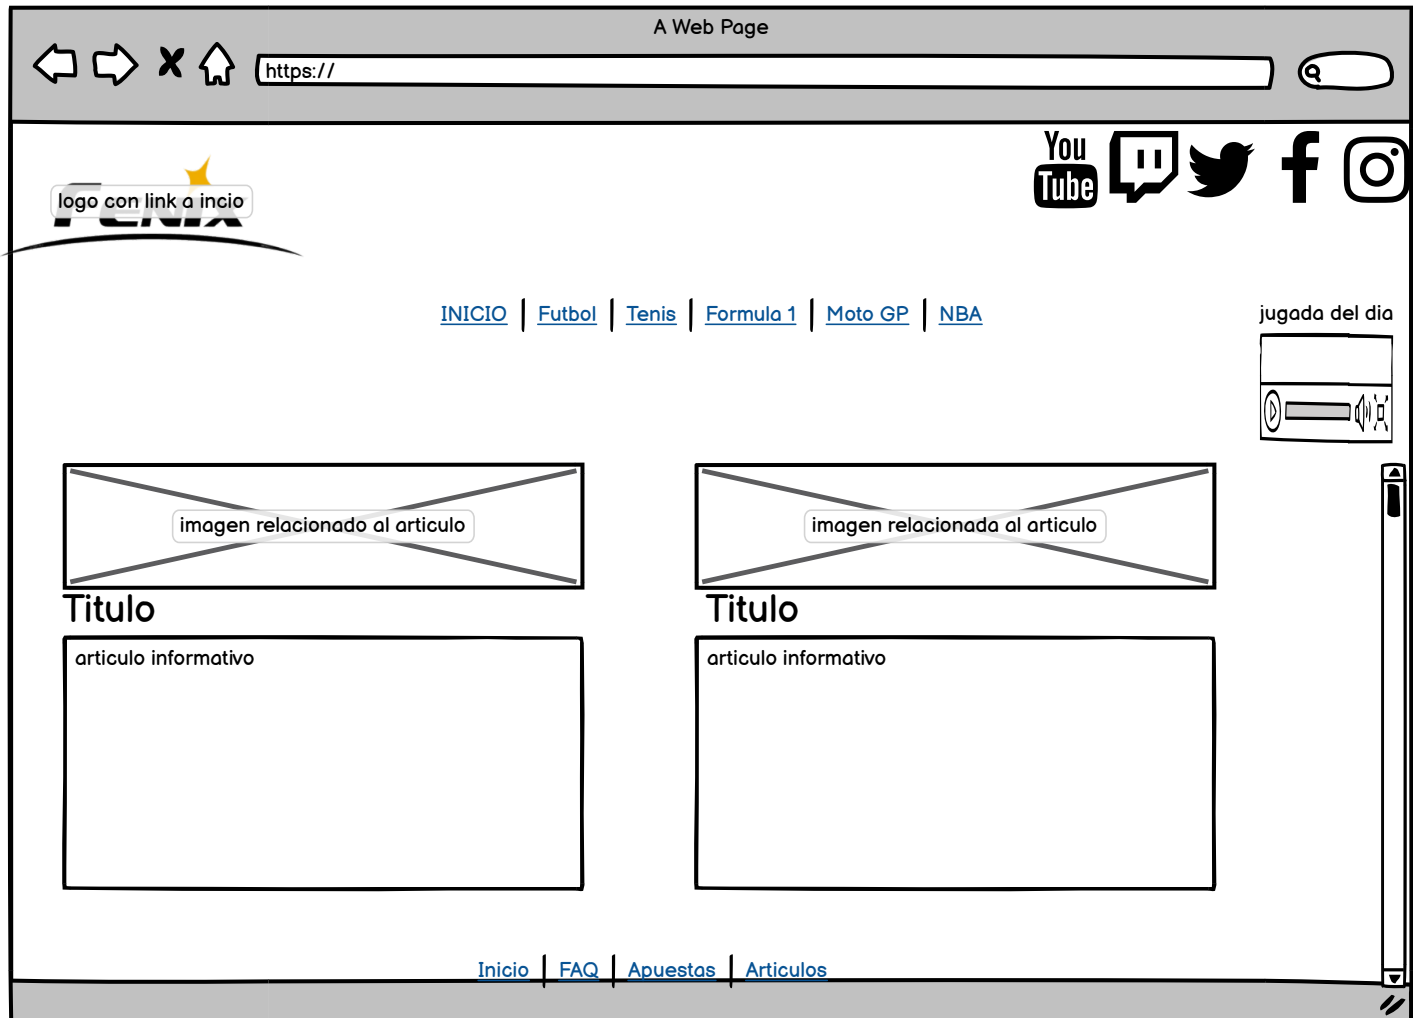 A Web Page
https://
You
Tube
FENIX
logo con link a incio
INICIO Futbol Tenis Formula 1 Moto GP NBA
jugada del dia
imagen relacionado al articulo
imagen relacionada al articulo
Titulo
Titulo
articulo informativo
articulo informativo
Inicio FAQ Apuestas Articulos